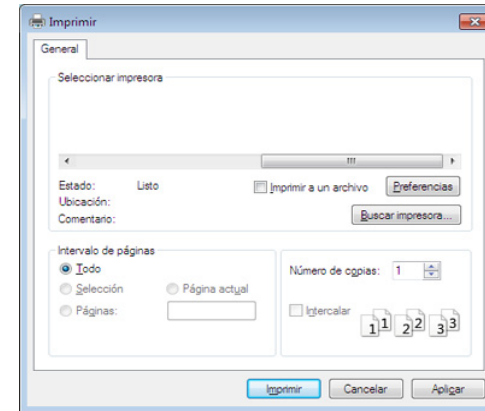 Imprimir
General
Seleccionar impresora
Estado: Listo
Imprimir a un archivo
Preferencias
Ubicación:
Comentario:
Buscar impresora...
Intervalo de páginas
Todo
Selección
Página actual
Páginas:
Número de copias: 1
Intercalar
1 1 2 2 3 3
Imprimir
Cancelar
Aplicar